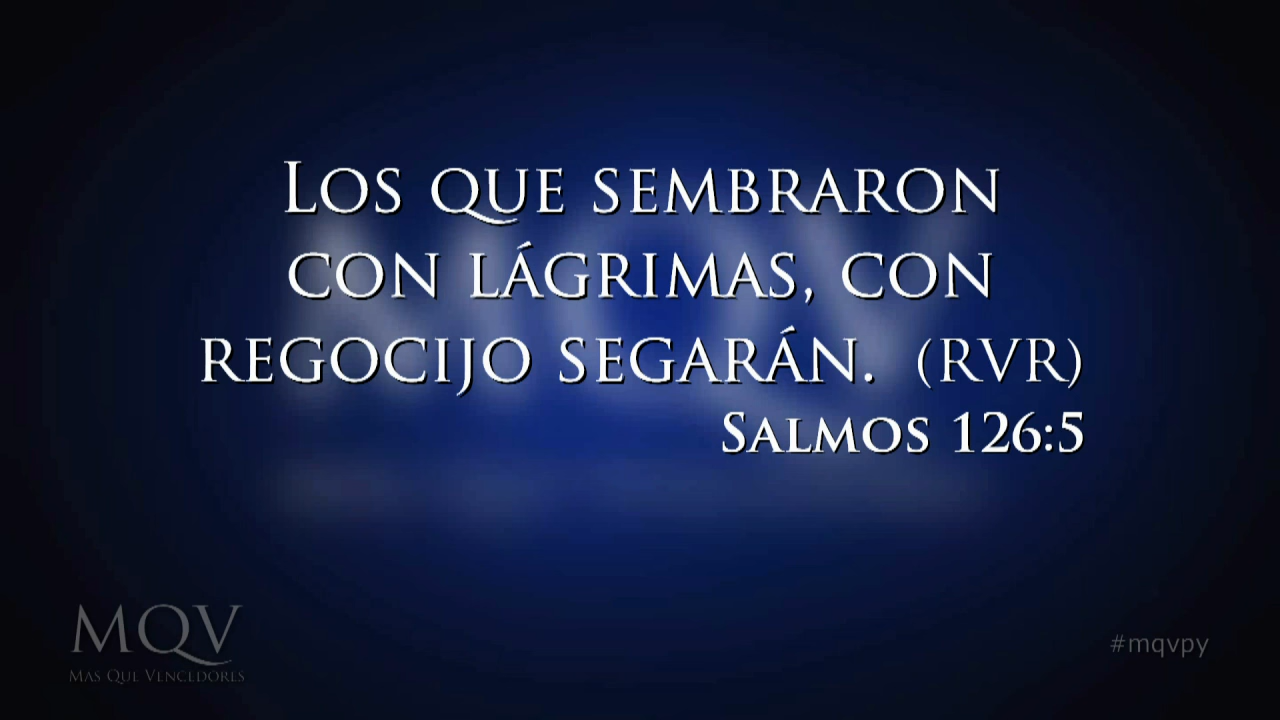 Los que sembraron
con lágrimas, con
regocijo segarán. (RVR)
Salmos 126:5
MQV
Mas Que Vencedores
#mqvpy